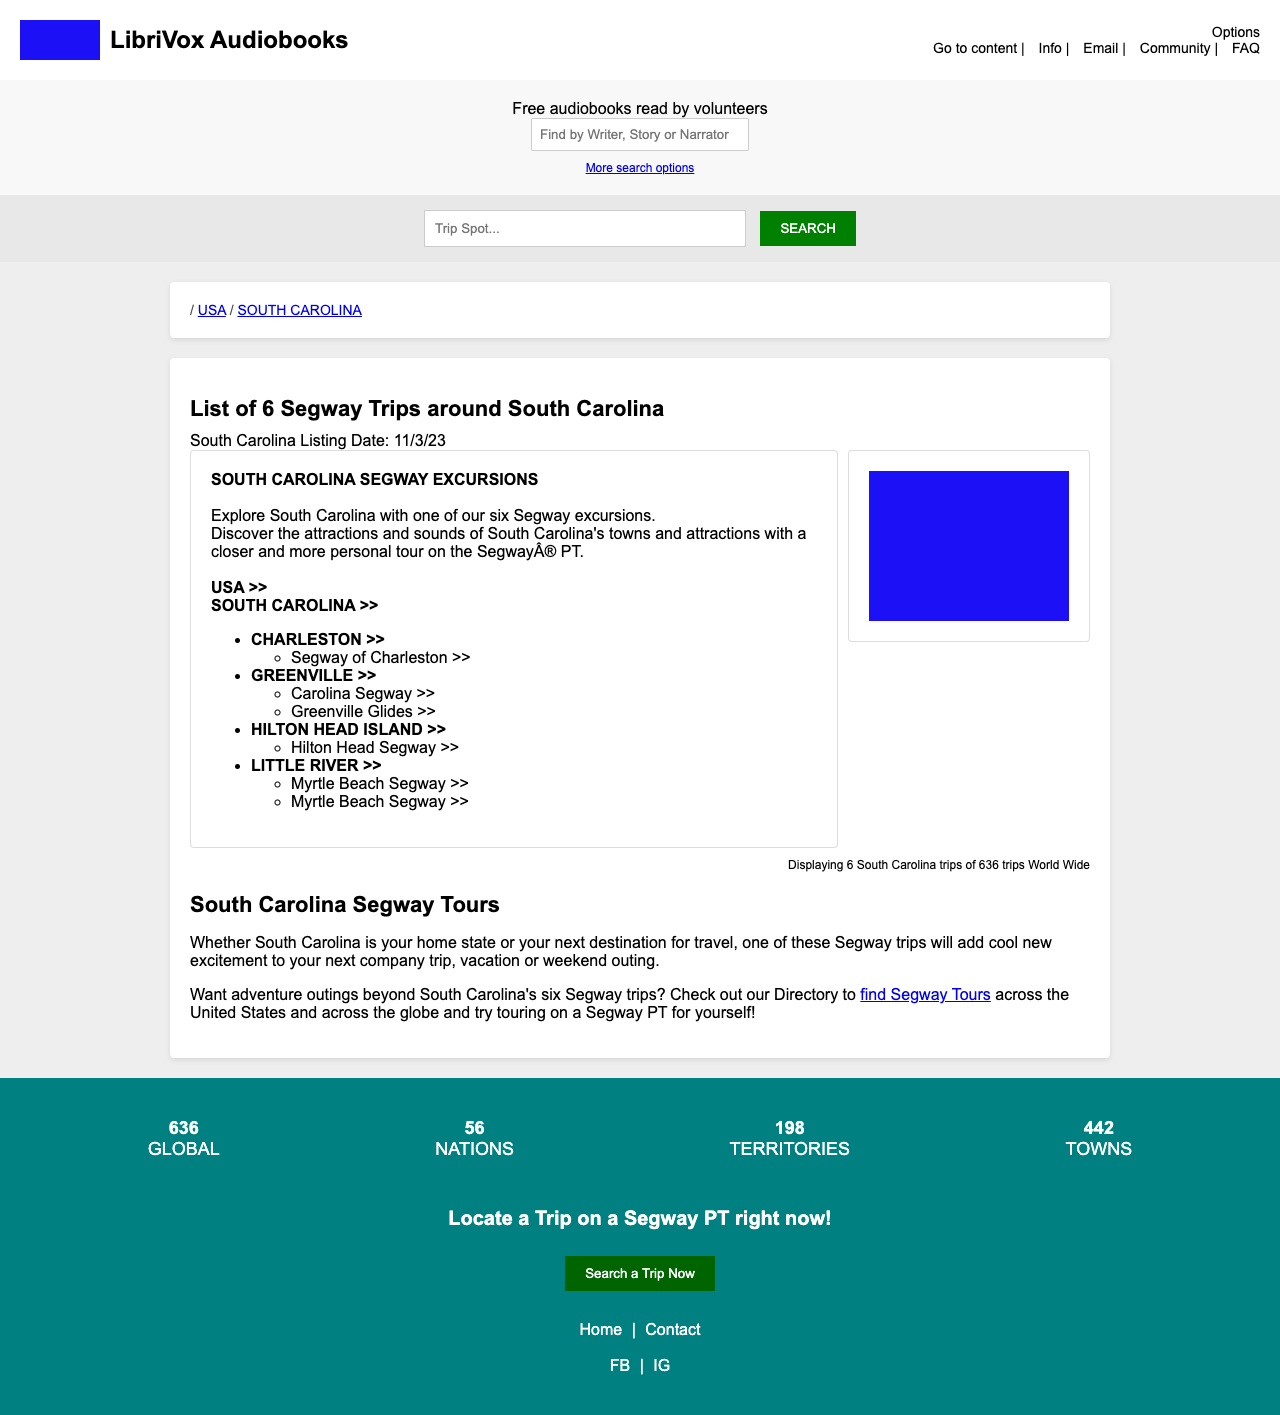 LibriVox Audiobooks
Options
Go to content | Info | Email | Community | FAQ
Free audiobooks read by volunteers
Find by Writer, Story or Narrator
More search options
Trip Spot...
SEARCH
/ USA / SOUTH CAROLINA
List of 6 Segway Trips around South Carolina
South Carolina Listing Date: 11/3/23
SOUTH CAROLINA SEGWAY EXCURSIONS
Explore South Carolina with one of our six Segway excursions.
Discover the attractions and sounds of South Carolina's towns and attractions with a
closer and more personal tour on the SegwayÂ® PT.
USA >>
SOUTH CAROLINA >>
• CHARLESTON >>
◦ Segway of Charleston >>
• GREENVILLE >>
◦ Carolina Segway >>
◦ Greenville Glides >>
• HILTON HEAD ISLAND >>
◦ Hilton Head Segway >>
• LITTLE RIVER >>
◦ Myrtle Beach Segway >>
◦ Myrtle Beach Segway >>
Displaying 6 South Carolina trips of 636 trips World Wide
South Carolina Segway Tours
Whether South Carolina is your home state or your next destination for travel, one of these Segway trips will add cool new
excitement to your next company trip, vacation or weekend outing.
Want adventure outings beyond South Carolina's six Segway trips? Check out our Directory to find Segway Tours across the
United States and across the globe and try touring on a Segway PT for yourself!
636
GLOBAL
56
NATIONS
198
TERRITORIES
442
TOWNS
Locate a Trip on a Segway PT right now!
Search a Trip Now
Home | Contact
FB | IG